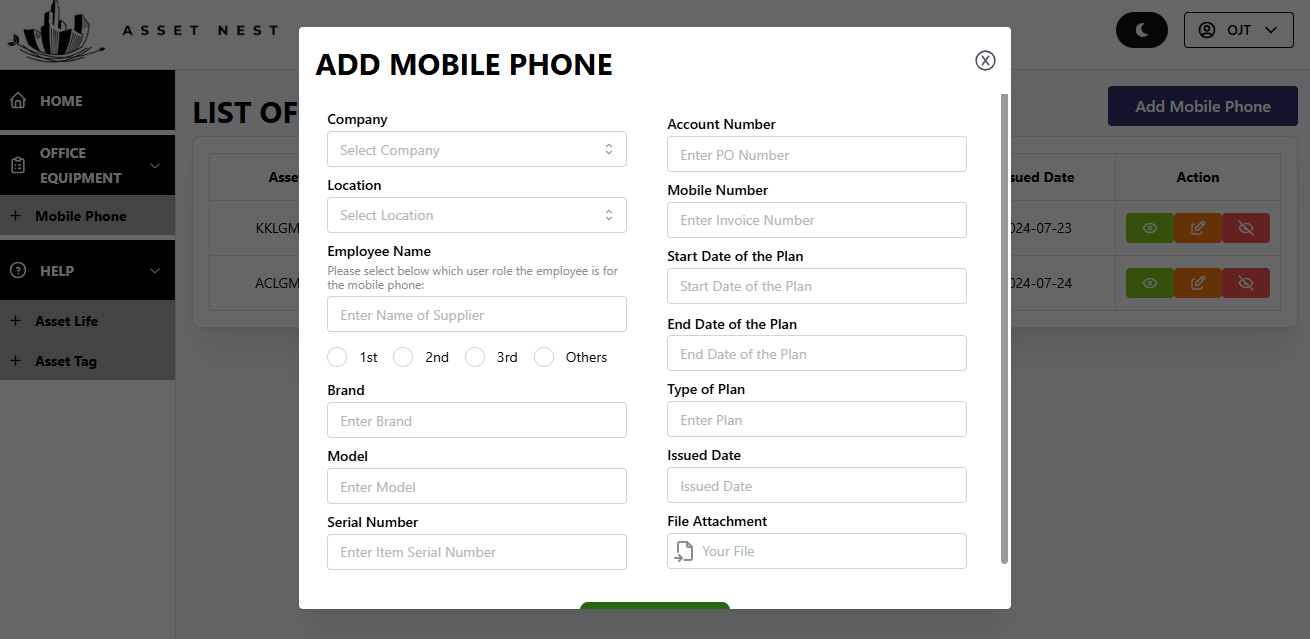 ASSET NEST
OJT
HOME
OFFICE
EQUIPMENT
Mobile Phone
HELP
Asset Life
Asset Tag
LIST OF
Add Mobile Phone
Asse
sued Date
Action
KKLGM
024-07-23
ACLGM
024-07-24
ADD MOBILE PHONE
Company
Select Company
Location
Select Location
Employee Name
Please select below which user role the employee is for
the mobile phone:
Enter Name of Supplier
1st 2nd 3rd Others
Brand
Enter Brand
Model
Enter Model
Serial Number
Enter Item Serial Number
Account Number
Enter PO Number
Mobile Number
Enter Invoice Number
Start Date of the Plan
Start Date of the Plan
End Date of the Plan
End Date of the Plan
Type of Plan
Enter Plan
Issued Date
Issued Date
File Attachment
Your File